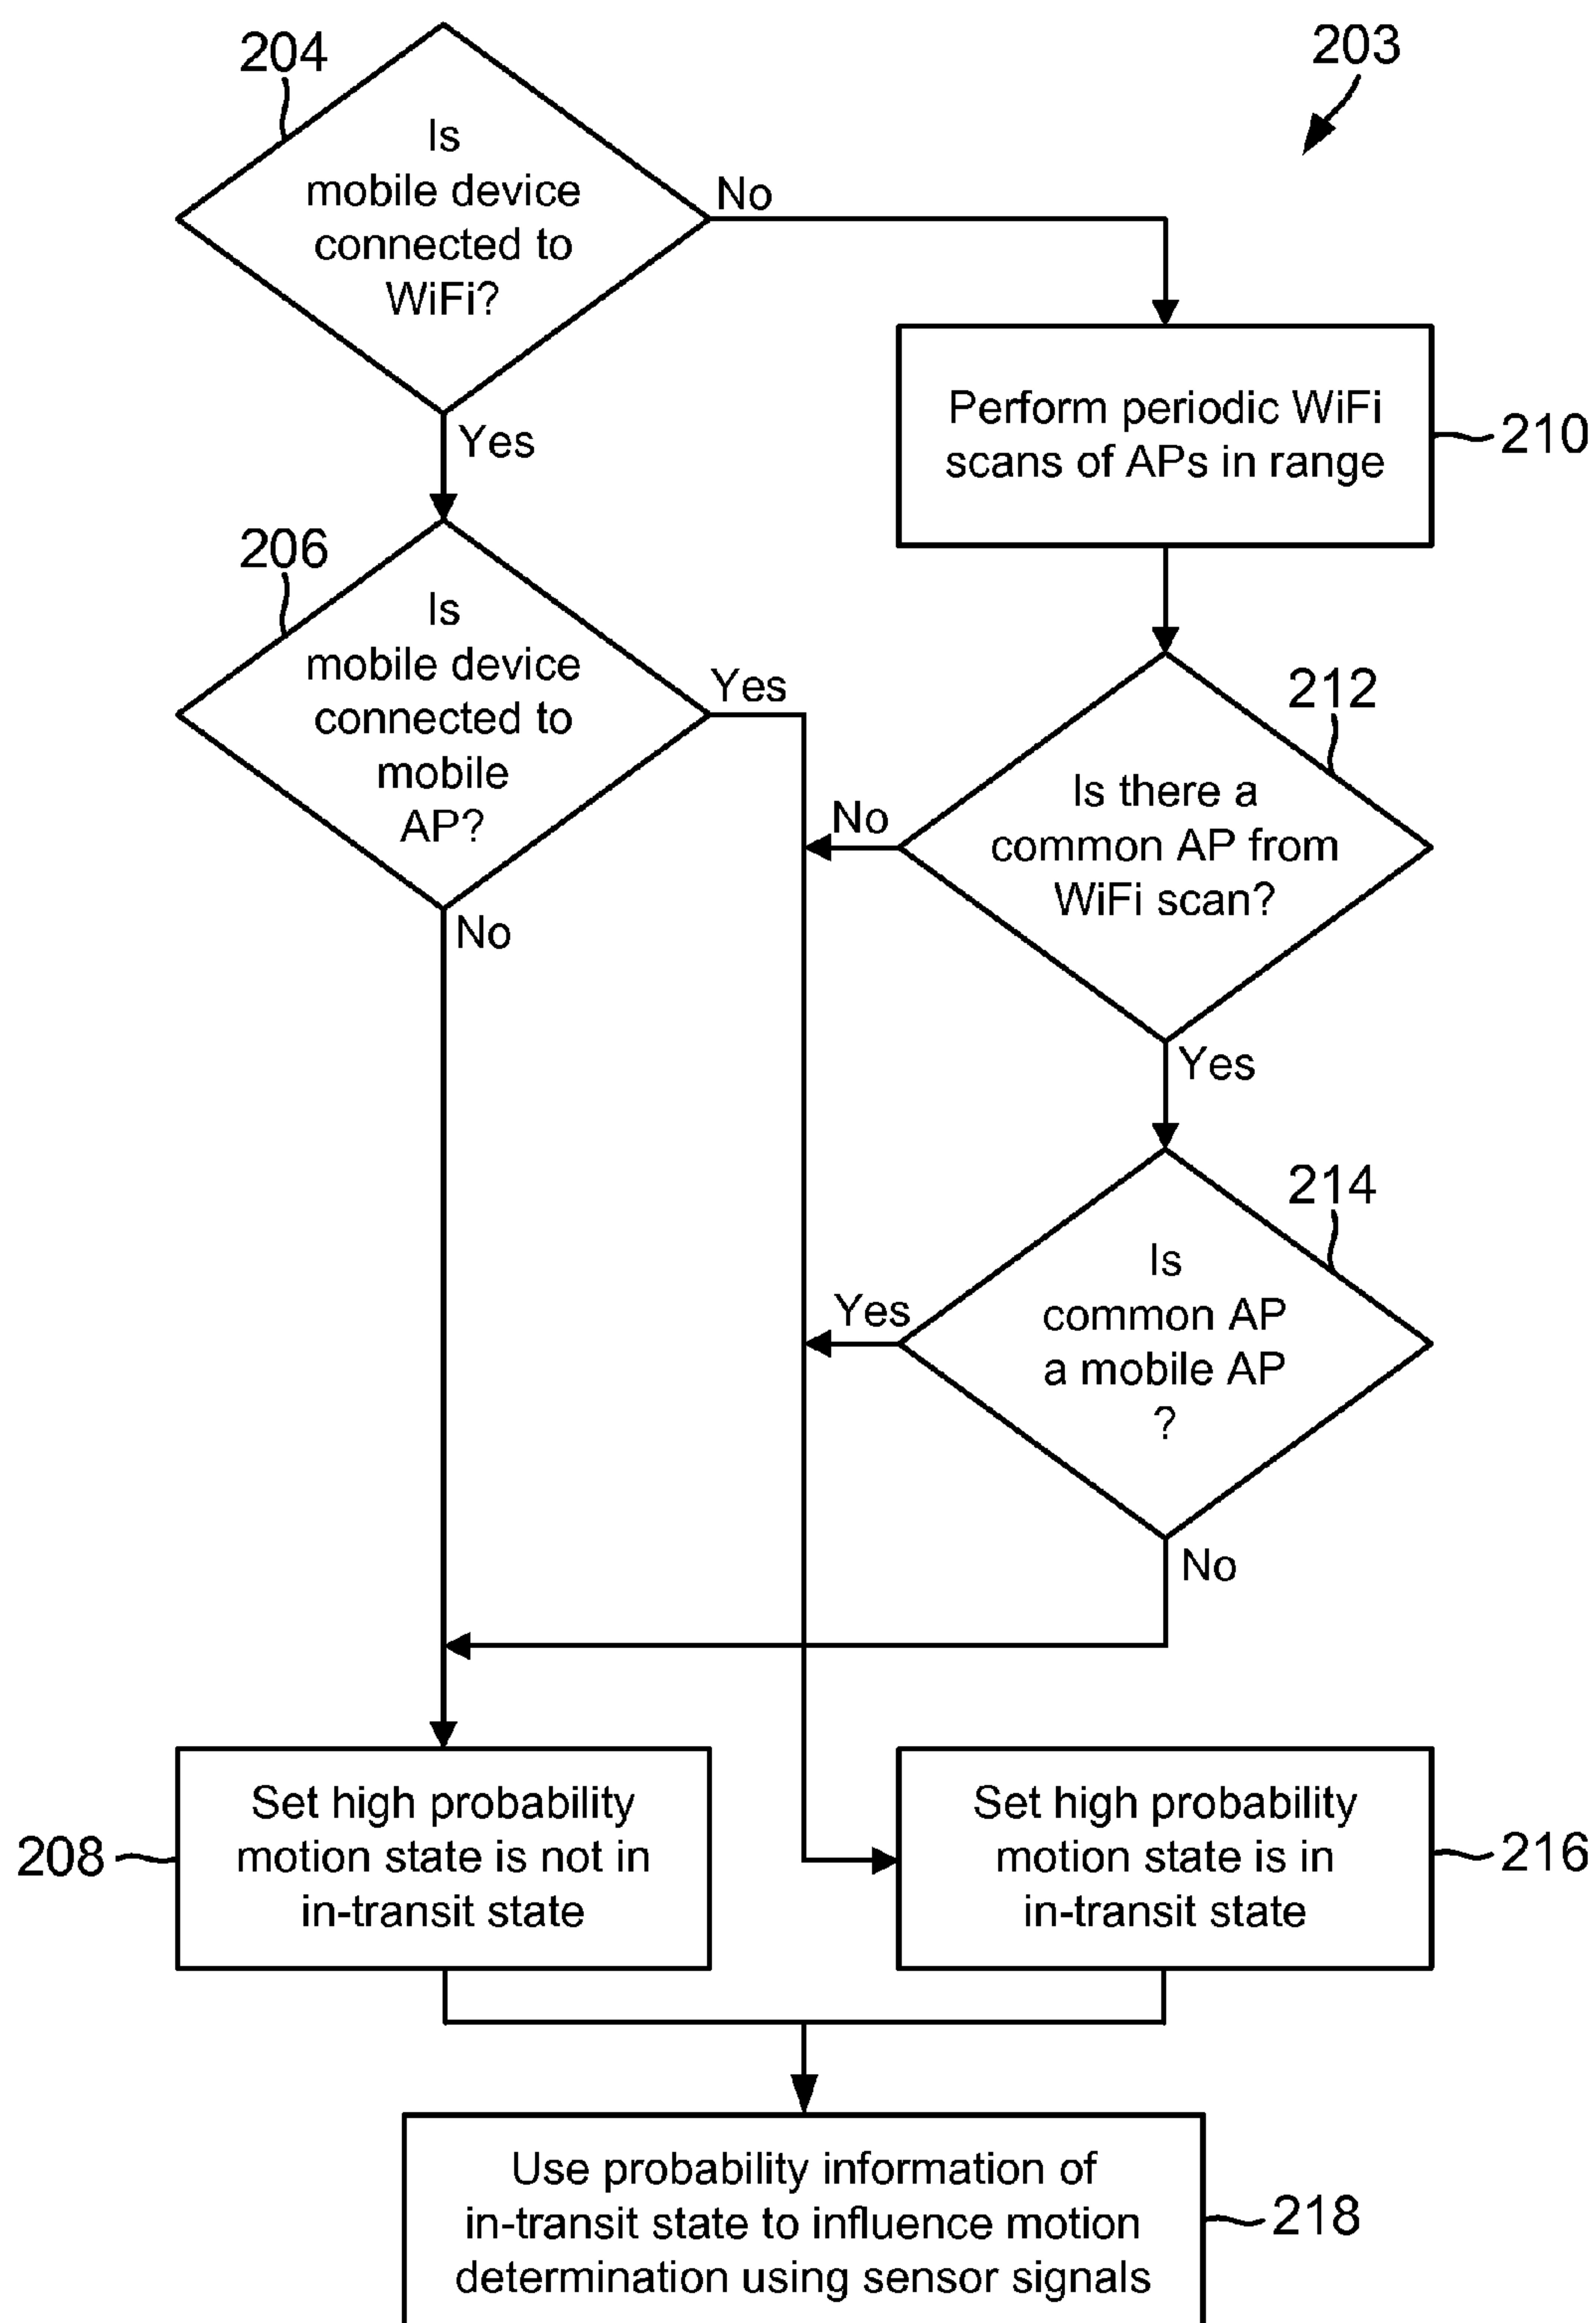 203
204
Is
mobile device
connected to
WiFi?
No
Yes
Perform periodic WiFi
scans of APs in range
210
206
Is
mobile device
connected to
mobile
AP?
Yes
No
212
Is there a
common AP from
WiFi scan?
No
Yes
214
Is
common AP
a mobile AP
?
Yes
No
208
Set high probability
motion state is not in
in-transit state
Set high probability
motion state is in
in-transit state
216
Use probability information of
in-transit state to influence motion
determination using sensor signals
218